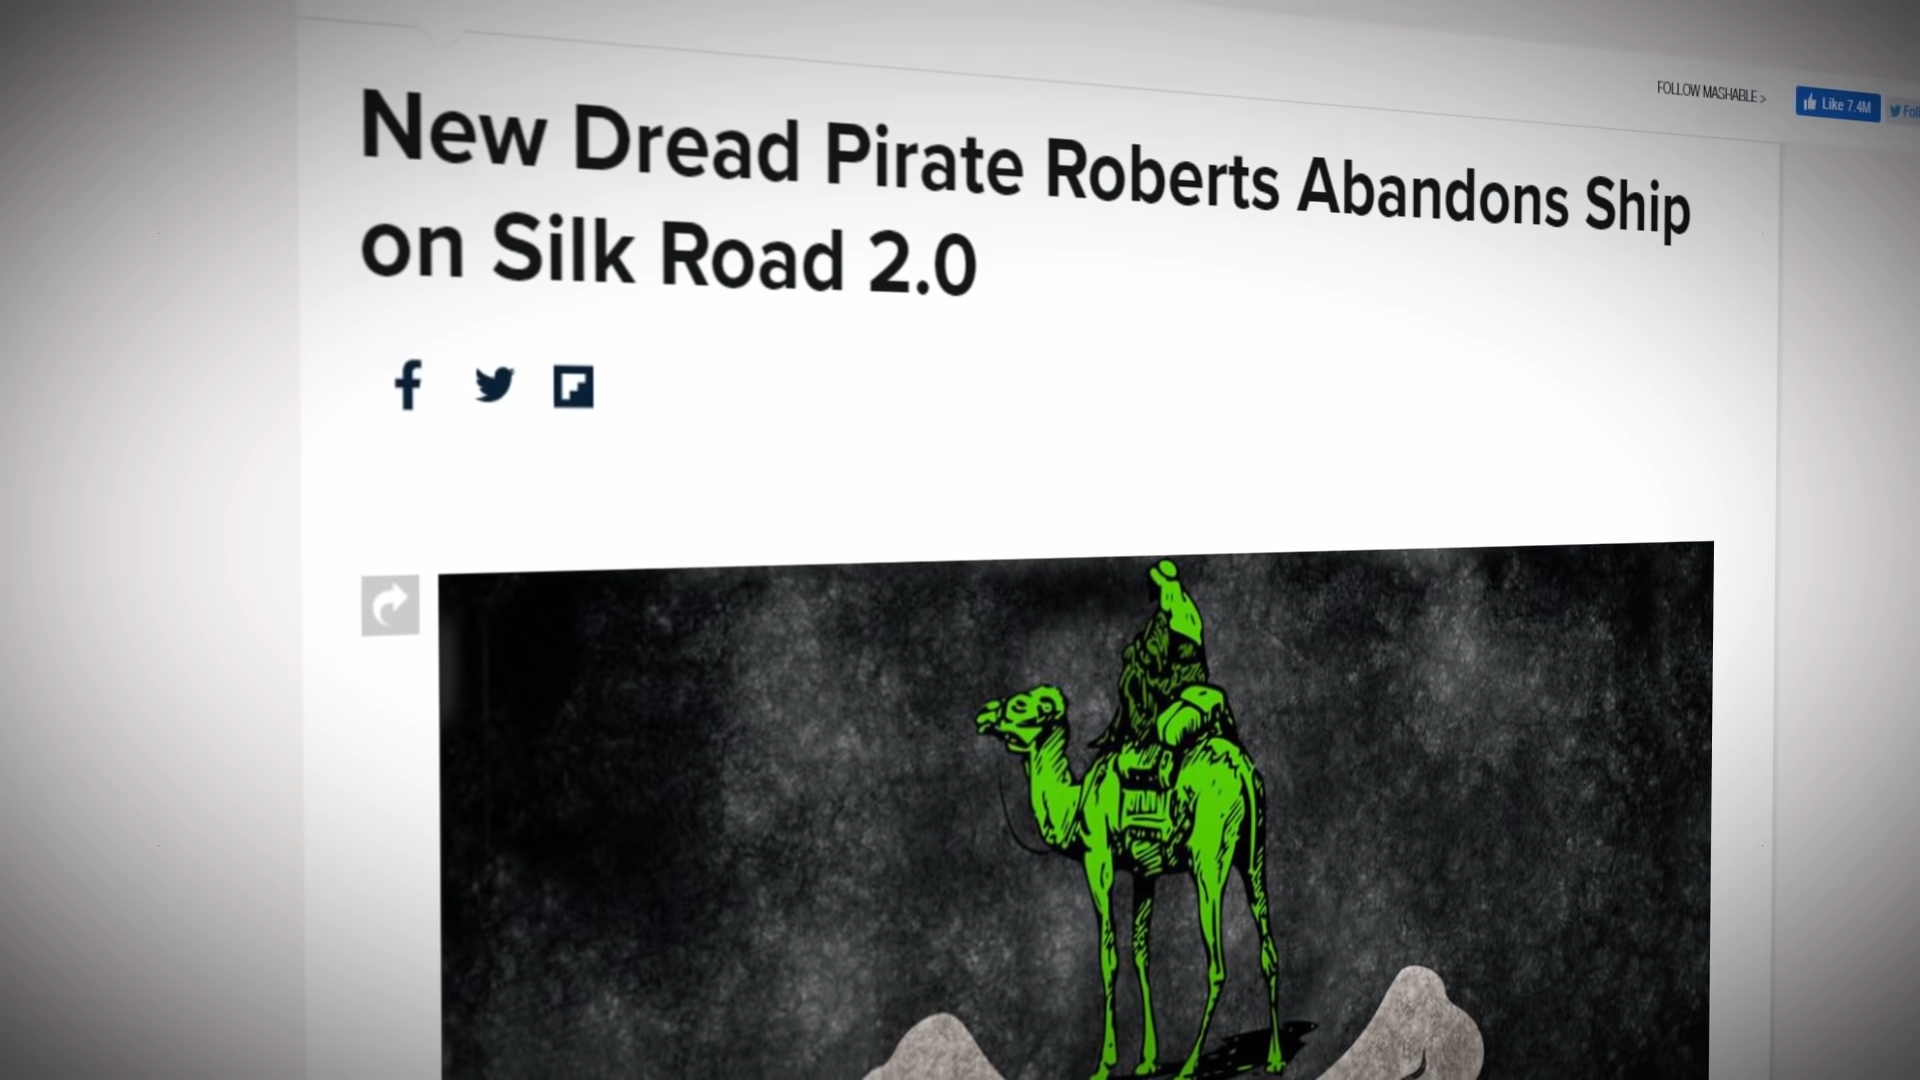 FOLLOW MASHABLE >
Like 7.4M
New Dread Pirate Roberts Abandons Ship
on Silk Road 2.0